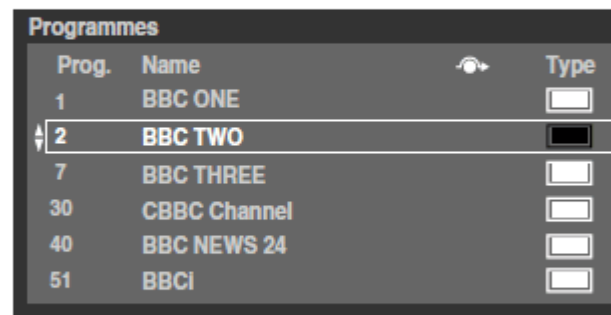 Programmes
Prog. Name Type
1 BBC ONE
2 BBC TWO
7 BBC THREE
30 CBBC Channel
40 BBC NEWS 24
51 BBCi